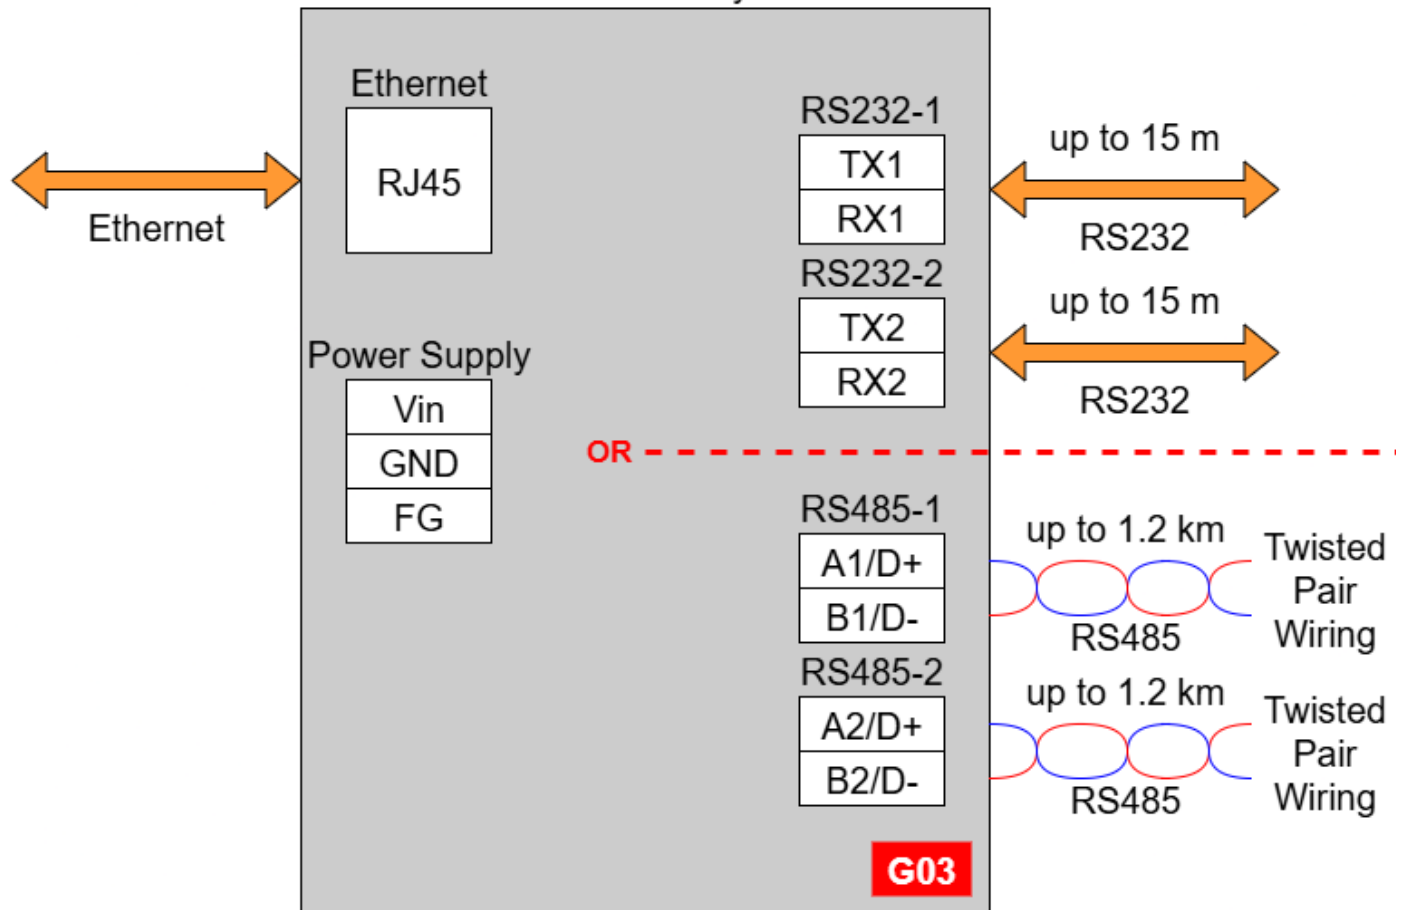 Ethernet
RJ45
Ethernet
Power Supply
Vin
GND
FG
RS232-1
TX1
RX1
up to 15 m
RS232
RS232-2
TX2
RX2
up to 15 m
RS232
OR
RS485-1
A1/D+
B1/D-
up to 1.2 km
RS485
Twisted
Pair
Wiring
RS485-2
A2/D+
B2/D-
up to 1.2 km
RS485
Twisted
Pair
Wiring
G03